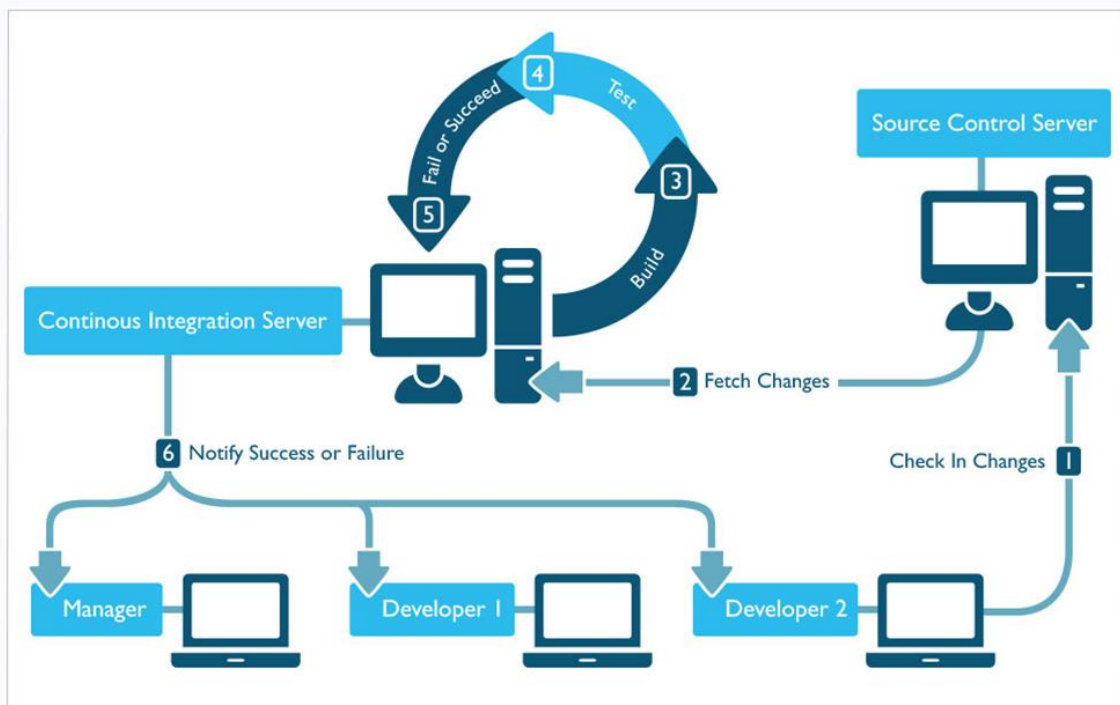 4
Test
Source Control Server
Fail or Succeed
3
5
Build
Continous Integration Server
2 Fetch Changes
6 Notify Success or Failure
Check In Changes 1
Manager
Developer 1
Developer 2